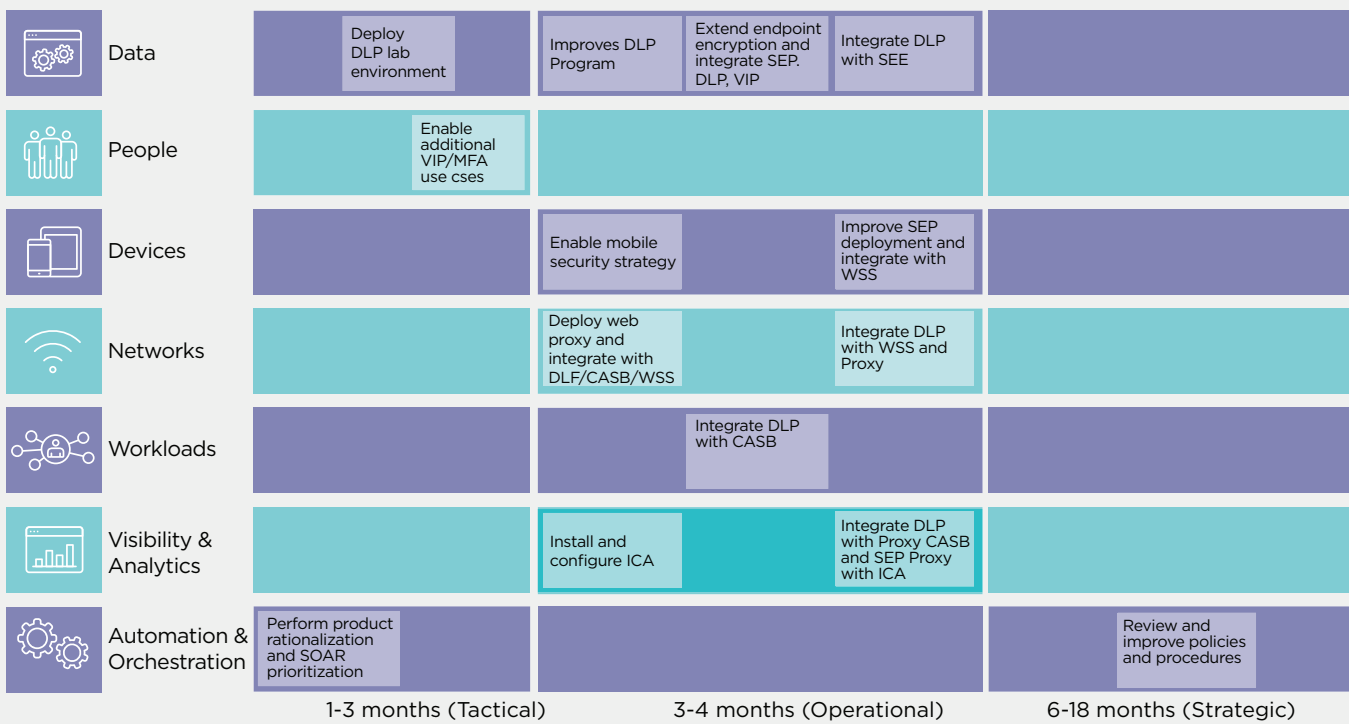 Data
Deploy
DLP lab
environment
Improves DLP
Program
Extend endpoint
encryption and
integrate SEP.
DLP, VIP
Integrate DLP
with SEE
People
Enable
additional
VIP/MFA
use cses
Devices
Enable mobile
security strategy
Improve SEP
deployment and
integrate with
WSS
Networks
Deploy web
proxy and
integrate with
DLF/CASB/WSS
Integrate DLP
with WSS and
Proxy
Workloads
Integrate DLP
with CASB
Visibility &
Analytics
Install and
configure ICA
Integrate DLP
with Proxy CASB
and SEP Proxy
with ICA
Automation &
Orchestration
Perform product
rationalization
and SOAR
prioritization
Review and
improve policies
and procedures
1-3 months (Tactical)
3-4 months (Operational)
6-18 months (Strategic)